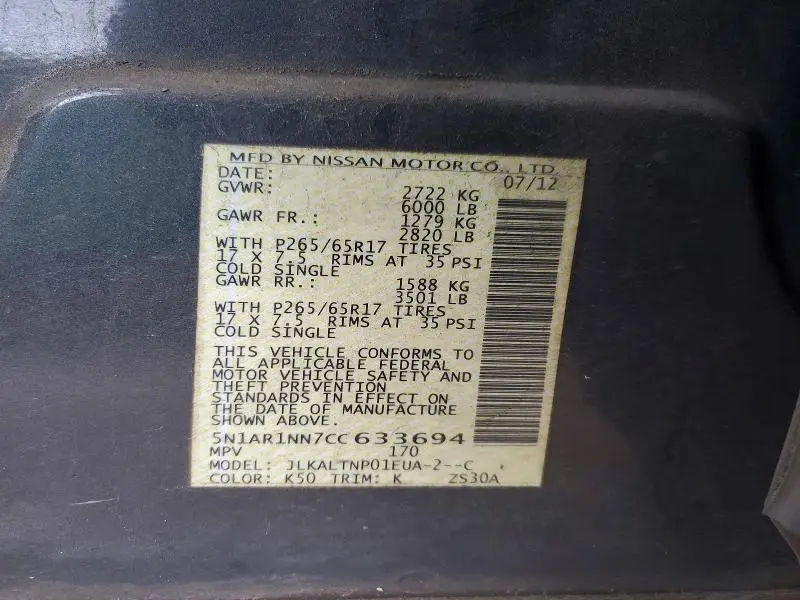 MFD BY NISSAN MOTOR CO., LTD
DATE: 07/12
GVWR: 2722 KG
6000 LB
GAWR FR.: 1279 KG
2820 LB
WITH P265/65R17 TIRES
17 X 7.5 RIMS AT 35 PSI
COLD SINGLE
GAWR RR.: 1588 KG
3501 LB
WITH P265/65R17 TIRES
17 X 7.5 RIMS AT 35 PSI
COLD SINGLE
THIS VEHICLE CONFORMS TO
ALL APPLICABLE FEDERAL
MOTOR VEHICLE SAFETY AND
THEFT PREVENTION
STANDARDS IN EFFECT ON
THE DATE OF MANUFACTURE
SHOWN ABOVE.
5N1AR1NN7CC633694
MPV 170
MODEL: JLKALTNP01EUA-2--C
COLOR: K50 TRIM: K ZS30A